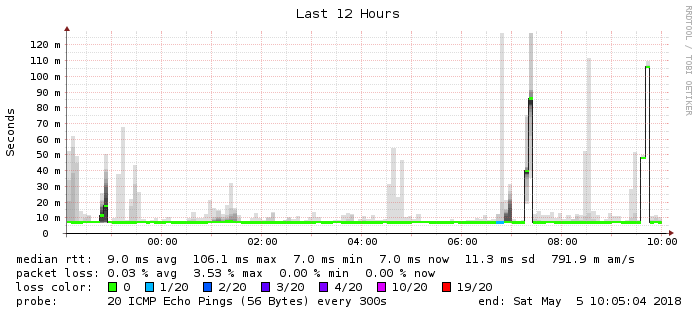 Last 12 Hours
RRDTOOL / TOBI OETIKER
Seconds
120 m
110 m
100 m
90 m
80 m
70 m
60 m
50 m
40 m
30 m
20 m
10 m
0
00:00 02:00 04:00 06:00 08:00 10:00
median rtt: 9.0 ms avg 106.1 ms max 7.0 ms min 7.0 ms now 11.3 ms sd 791.9 m am/s
packet loss: 0.03 % avg 3.53 % max 0.00 % min 0.00 % now
loss color: 0 1/20 2/20 3/20 4/20 10/20 19/20
probe: 20 ICMP Echo Pings (56 Bytes) every 300s end: Sat May 5 10:05:04 2018